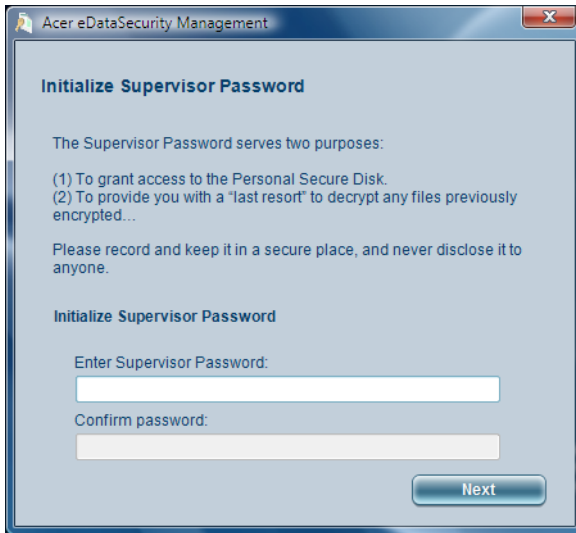 Acer eDataSecurity Management
Initialize Supervisor Password
The Supervisor Password serves two purposes:
(1) To grant access to the Personal Secure Disk.
(2) To provide you with a “last resort” to decrypt any files previously
encrypted...
Please record and keep it in a secure place, and never disclose it to
anyone.
Initialize Supervisor Password
Enter Supervisor Password:
Confirm password:
Next